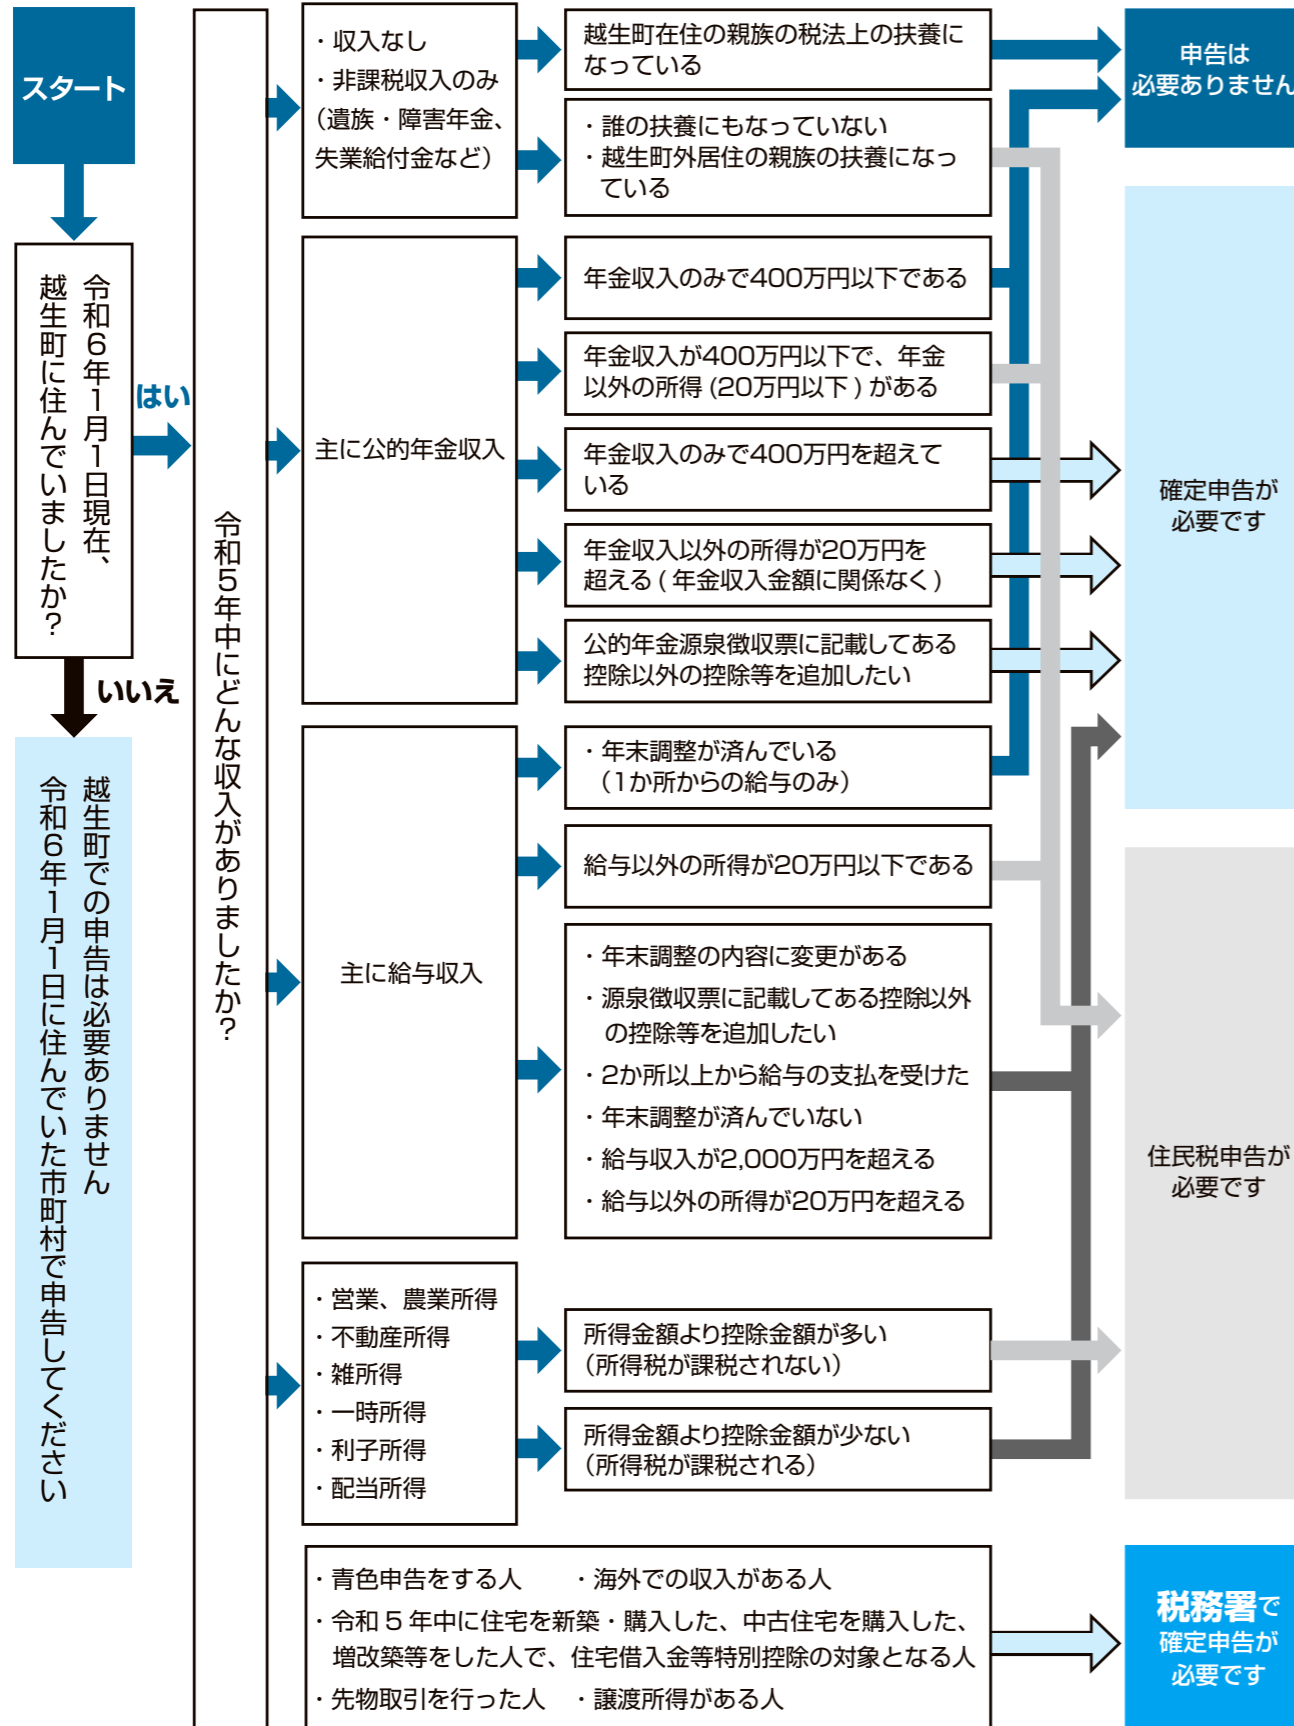 スタート
令和6年1月1日現在、
越生町に住んでいましたか？
はい
いいえ
越生町での申告は必要ありません
令和6年1月1日に住んでいた市町村で申告してください
令和5年中にどんな収入がありましたか？
・収入なし
・非課税収入のみ
（遺族・障害年金、
失業給付金など）
越生町在住の親族の税法上の扶養に
なっている
・誰の扶養にもなっていない
・越生町外居住の親族の扶養になっ
ている
主に公的年金収入
年金収入のみで400万円以下である
年金収入が400万円以下で、年金
以外の所得(20万円以下)がある
年金収入のみで400万円を超えて
いる
年金収入以外の所得が20万円を
超える(年金収入金額に関係なく)
公的年金源泉徴収票に記載してある
控除以外の控除等を追加したい
主に給与収入
・年末調整が済んでいる
（1か所からの給与のみ）
給与以外の所得が20万円以下である
・年末調整の内容に変更がある
・源泉徴収票に記載してある控除以外
の控除等を追加したい
・2か所以上から給与の支払を受けた
・年末調整が済んでいない
・給与収入が2,000万円を超える
・給与以外の所得が20万円を超える
・営業、農業所得
・不動産所得
・雑所得
・一時所得
・利子所得
・配当所得
所得金額より控除金額が多い
（所得税が課税されない）
所得金額より控除金額が少ない
（所得税が課税される）
・青色申告をする人　・海外での収入がある人
・令和5年中に住宅を新築・購入した、中古住宅を購入した、
増改築等をした人で、住宅借入金等特別控除の対象となる人
・先物取引を行った人　・譲渡所得がある人
申告は
必要ありません
確定申告が
必要です
住民税申告が
必要です
税務署で
確定申告が
必要です